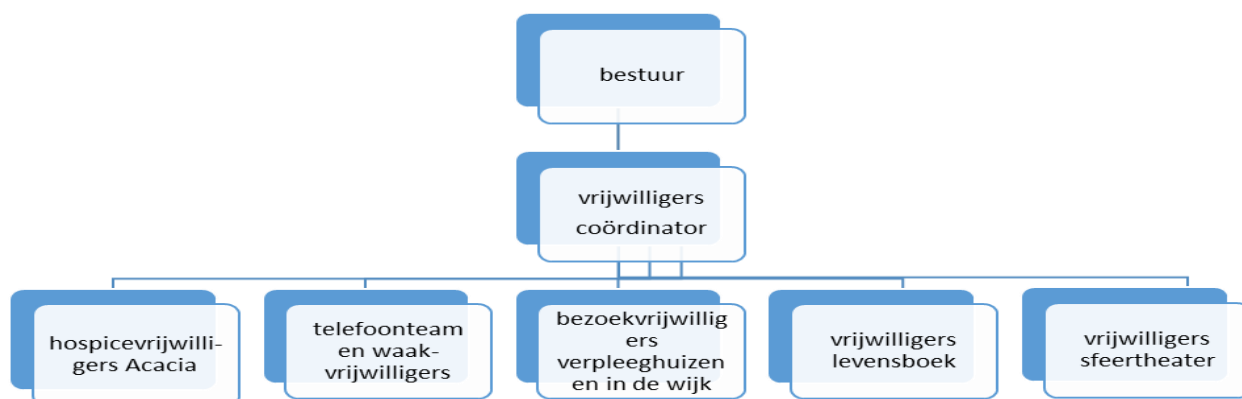 bestuur
vrijwilligers
coördinator
hospicevrijwilli-
gers Acacia
telefoonteam
en waak-
vrijwilligers
bezoekvrijwillig
ers
verpleeghuizen
en in de wijk
vrijwilligers
levensboek
vrijwilligers
sfeertheater